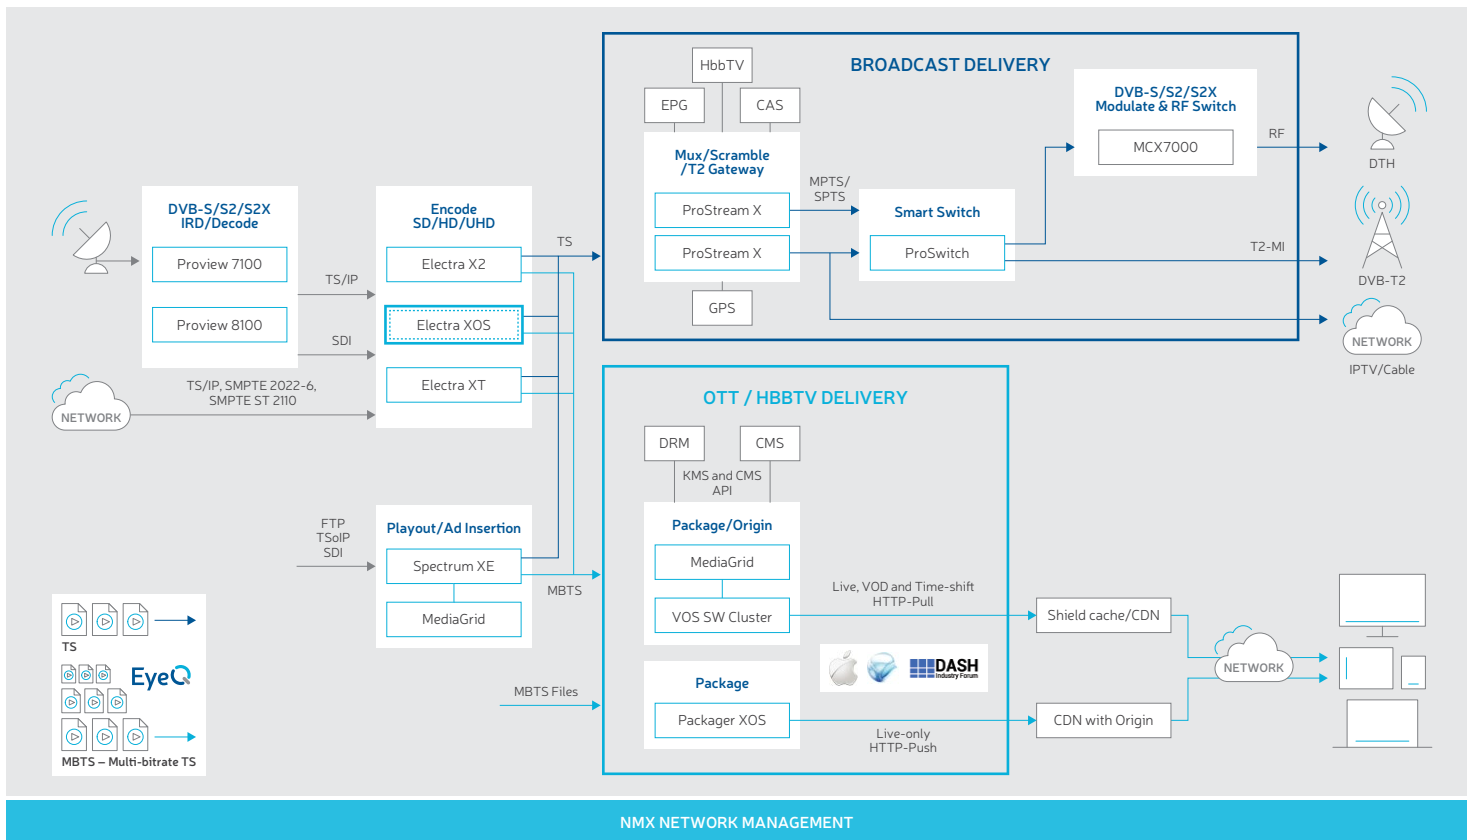 BROADCAST DELIVERY
HbbTV
EPG
CAS
Mux/Scramble
/T2 Gateway
ProStream X
ProStream X
GPS
MPTS/
SPTS
Smart Switch
ProSwitch
DVB-S/S2/S2X
Modulate & RF Switch
MCX7000
RF
DTH
T2-MI
DVB-T2
NETWORK
IPTV/Cable
DVB-S/S2/S2X
IRD/Decode
Proview 7100
Proview 8100
TS/IP
SDI
TS/IP, SMPTE 2022-6,
SMPTE ST 2110
NETWORK
Encode
SD/HD/UHD
Electra X2
Electra XOS
Electra XT
TS
FTP
TSoIP
SDI
Playout/Ad Insertion
Spectrum XE
MediaGrid
MBTS
OTT / HBBTV DELIVERY
DRM
CMS
KMS and CMS
API
Package/Origin
MediaGrid
VOS SW Cluster
Live, VOD and Time-shift
HTTP-Pull
Shield cache/CDN
DASH
Industry Forum
MBTS Files
Package
Packager XOS
Live-only
HTTP-Push
CDN with Origin
NETWORK
TS
EyeQ
MBTS – Multi-bitrate TS
NMX NETWORK MANAGEMENT